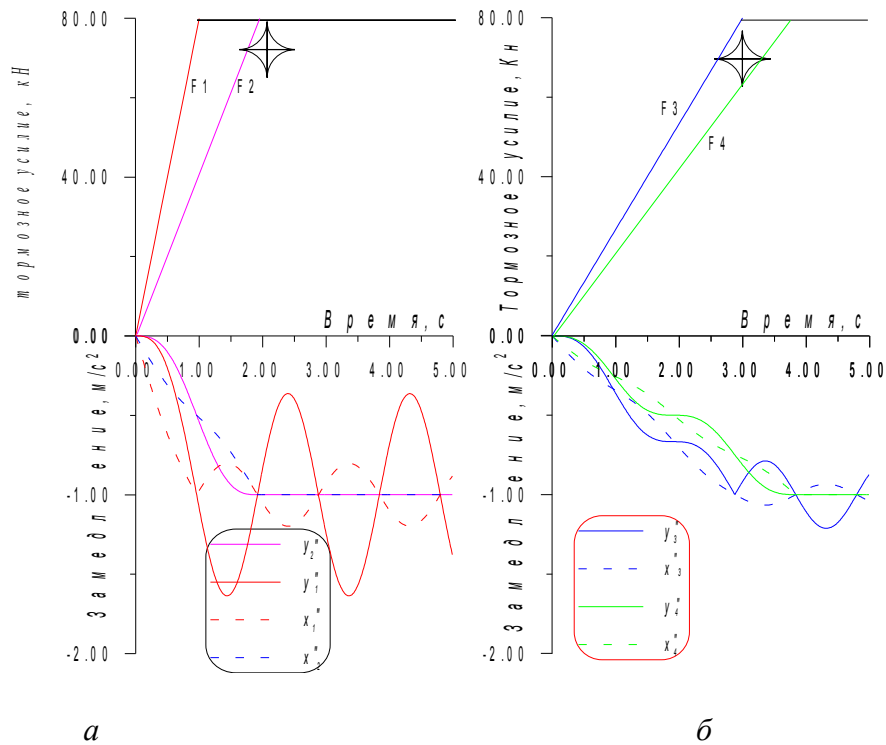 80.00
40.00
0.00
-1.00
-2.00
тормозное усилие, кН
Замедление, м/с²
F1
F2
Время, с
0.00 1.00 2.00 3.00 4.00 5.00
y₂"
y₁"
x₁"
x₂"
а
80.00
40.00
0.00
-1.00
-2.00
Тормозное усилие, Кн
Замедление, м/с²
F3
F4
Время, с
0.00 1.00 2.00 3.00 4.00 5.00
y₃"
x₃"
y₄"
x₄"
б